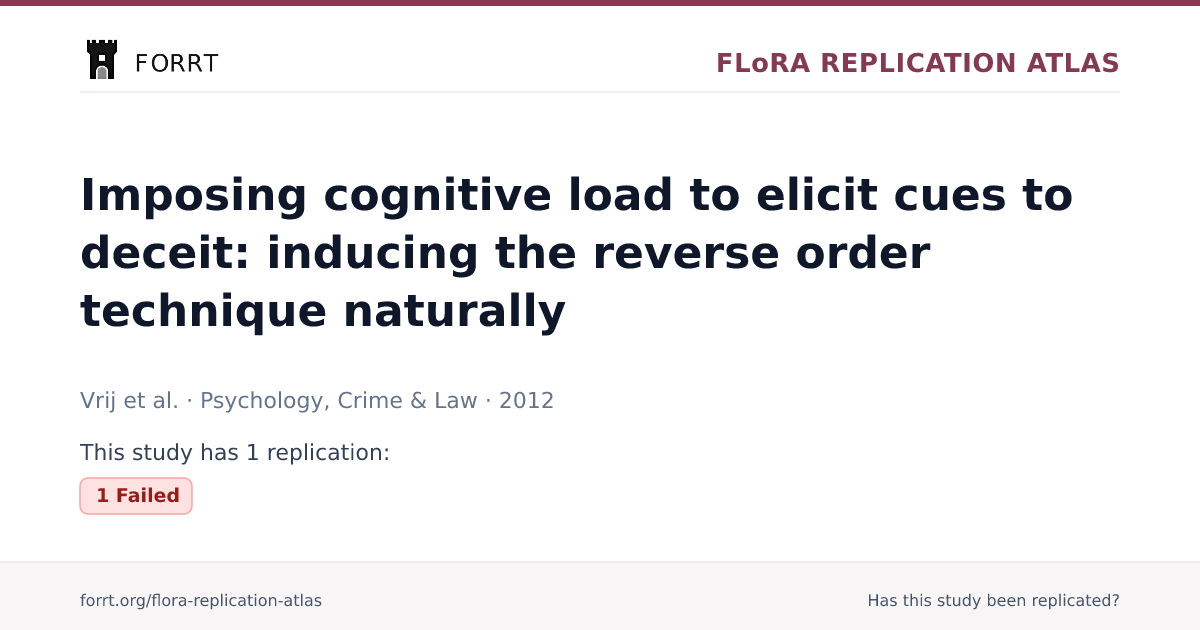 FORRT
FLoRA REPLICATION ATLAS
Imposing cognitive load to elicit cues to
deceit: inducing the reverse order
technique naturally
Vrij et al. · Psychology, Crime & Law · 2012
This study has 1 replication:
1 Failed
forrt.org/flora-replication-atlas
Has this study been replicated?